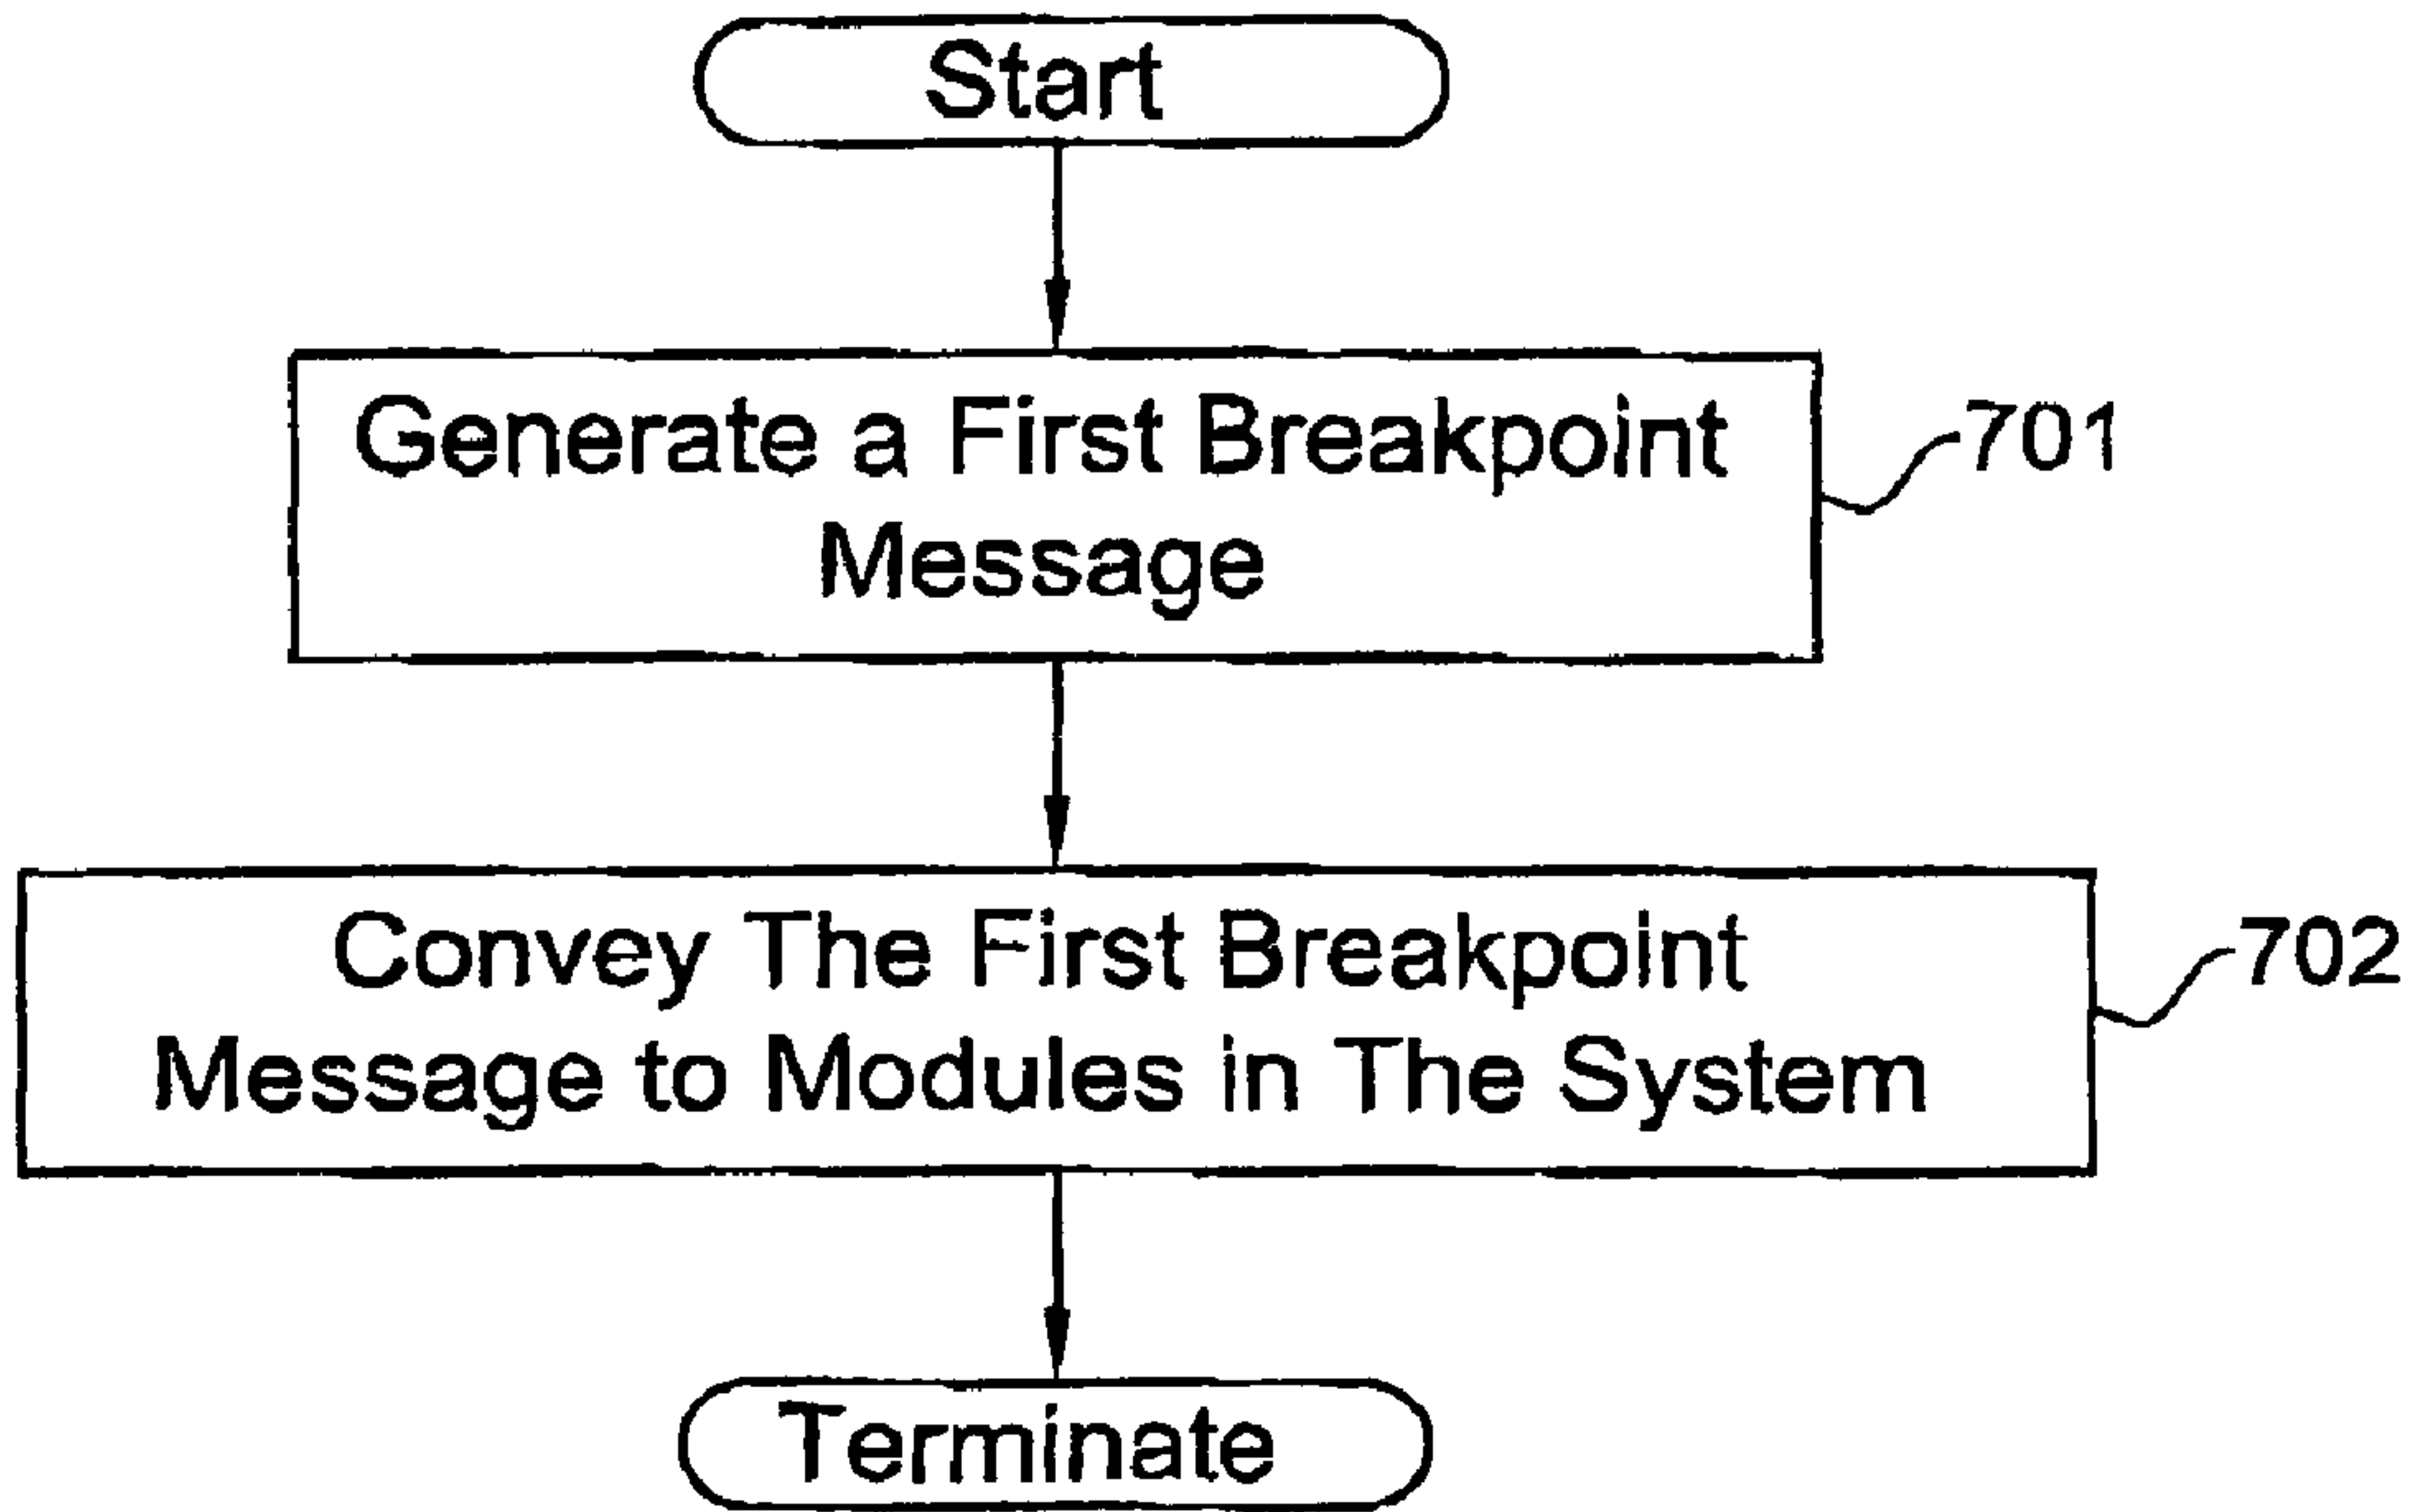 Start
Generate a First Breakpoint
Message
701
Convey The First Breakpoint
Message to Modules in The System
702
Terminate